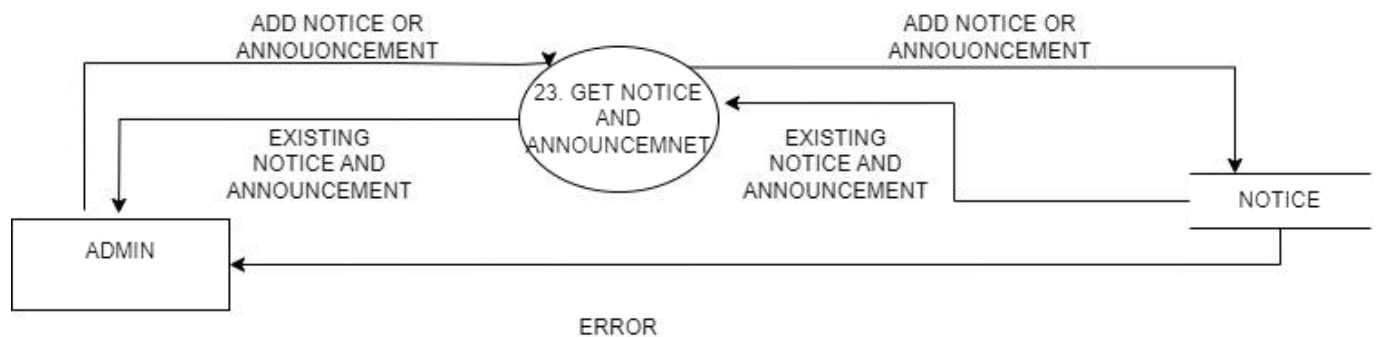 ADD NOTICE OR
ANNOUONCEMENT
ADD NOTICE OR
ANNOUONCEMENT
23. GET NOTICE
AND
ANNOUNCEMNET
EXISTING
NOTICE AND
ANNOUNCEMENT
EXISTING
NOTICE AND
ANNOUNCEMENT
NOTICE
ADMIN
ERROR